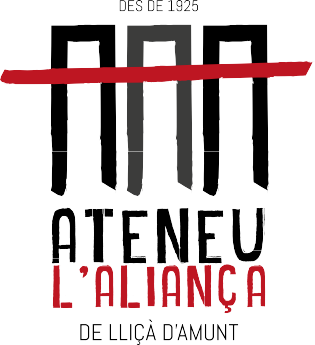 DES DE 1925
ATENEU
L'ALIANÇA
DE LLIÇÀ D'AMUNT